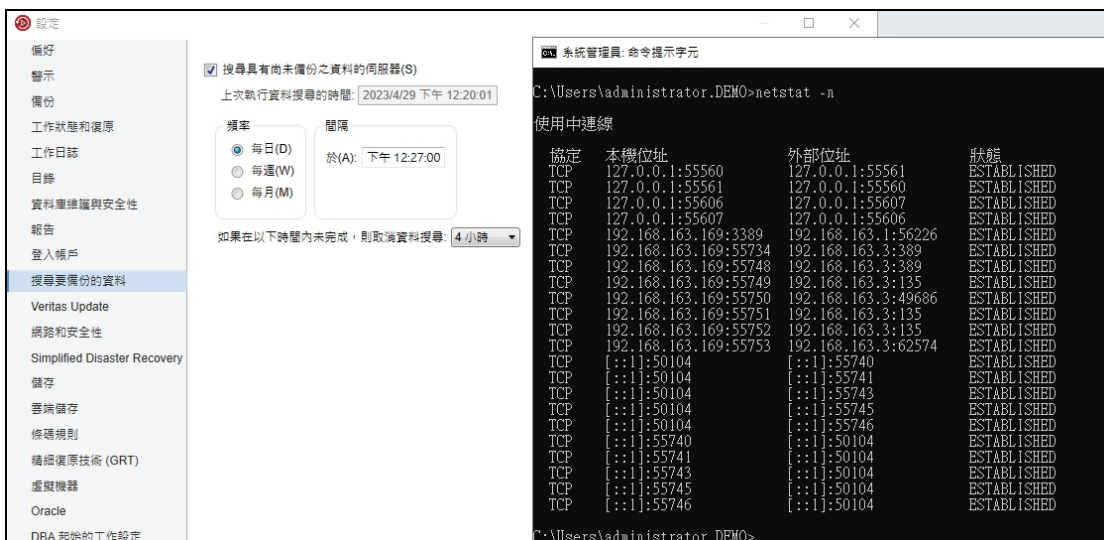 設定
偏好
警示
備份
工作狀態和復原
工作日誌
目錄
資料庫維護與安全性
報告
登入帳戶
搜尋要備份的資料
Veritas Update
網路和安全性
Simplified Disaster Recovery
儲存
雲端儲存
條碼規則
精細復原技術 (GRT)
虛擬機器
Oracle
DBA 起始的工作設定
搜尋具有尚未備份之資料的伺服器(S)
上次執行資料搜尋的時間: 2023/4/29 下午 12:20:01
頻率
每日(D)
每週(W)
每月(M)
間隔
於(A): 下午 12:27:00
如果在以下時間內未完成，則取消資料搜尋: 4 小時
系統管理員: 命令提示字元
C:\Users\administrator.DEMO>netstat -n
使用中連線
協定 本機位址 外部位址 狀態
TCP 127.0.0.1:55560 127.0.0.1:55561 ESTABLISHED
TCP 127.0.0.1:55561 127.0.0.1:55560 ESTABLISHED
TCP 127.0.0.1:55606 127.0.0.1:55607 ESTABLISHED
TCP 127.0.0.1:55607 127.0.0.1:55606 ESTABLISHED
TCP 192.168.163.169:3389 192.168.163.1:56226 ESTABLISHED
TCP 192.168.163.169:55734 192.168.163.3:389 ESTABLISHED
TCP 192.168.163.169:55748 192.168.163.3:389 ESTABLISHED
TCP 192.168.163.169:55749 192.168.163.3:135 ESTABLISHED
TCP 192.168.163.169:55750 192.168.163.3:49686 ESTABLISHED
TCP 192.168.163.169:55751 192.168.163.3:135 ESTABLISHED
TCP 192.168.163.169:55752 192.168.163.3:135 ESTABLISHED
TCP 192.168.163.169:55753 192.168.163.3:62574 ESTABLISHED
TCP [::1]:50104 [::1]:55740 ESTABLISHED
TCP [::1]:50104 [::1]:55741 ESTABLISHED
TCP [::1]:50104 [::1]:55743 ESTABLISHED
TCP [::1]:50104 [::1]:55745 ESTABLISHED
TCP [::1]:50104 [::1]:55746 ESTABLISHED
TCP [::1]:55740 [::1]:50104 ESTABLISHED
TCP [::1]:55741 [::1]:50104 ESTABLISHED
TCP [::1]:55743 [::1]:50104 ESTABLISHED
TCP [::1]:55745 [::1]:50104 ESTABLISHED
TCP [::1]:55746 [::1]:50104 ESTABLISHED
C:\Users\administrator.DEMO>